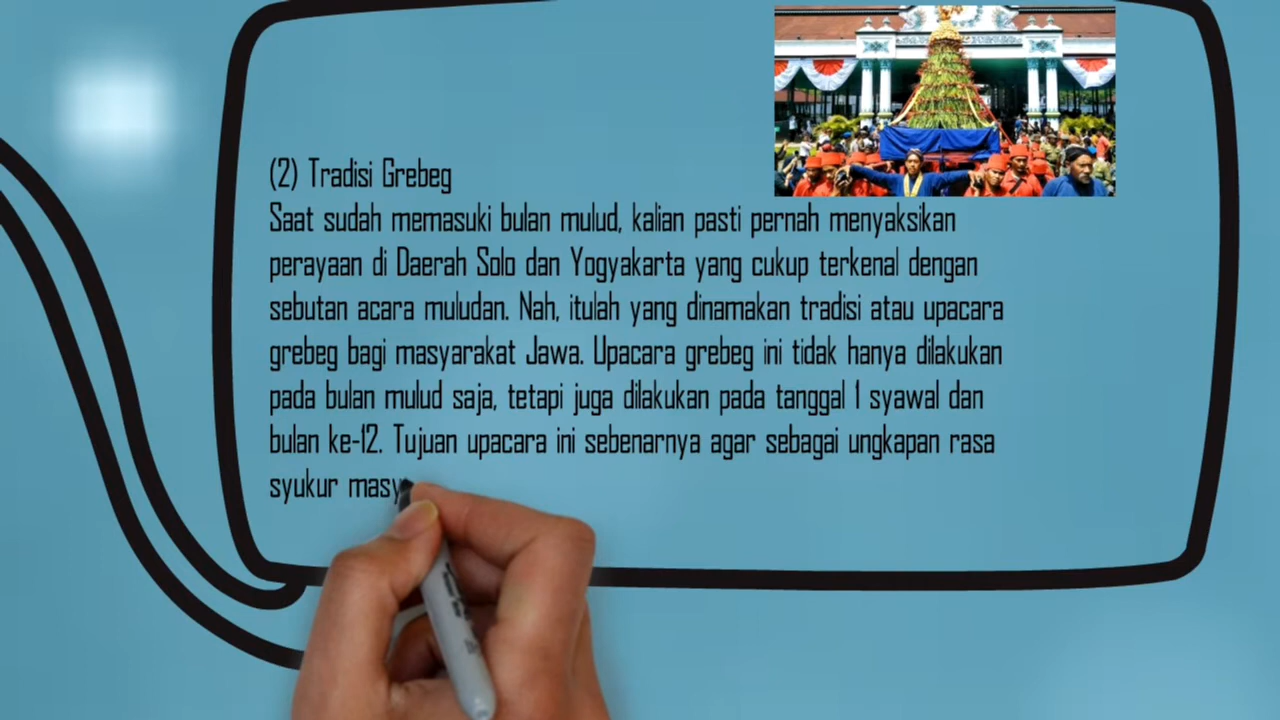 (2) Tradisi Grebeg
Saat sudah memasuki bulan mulud, kalian pasti pernah menyaksikan
perayaan di Daerah Solo dan Yogyakarta yang cukup terkenal dengan
sebutan acara muludan. Nah, itulah yang dinamakan tradisi atau upacara
grebeg bagi masyarakat Jawa. Upacara grebeg ini tidak hanya dilakukan
pada bulan mulud saja, tetapi juga dilakukan pada tanggal 1 syawal dan
bulan ke-12. Tujuan upacara ini sebenarnya agar sebagai ungkapan rasa
syukur masy